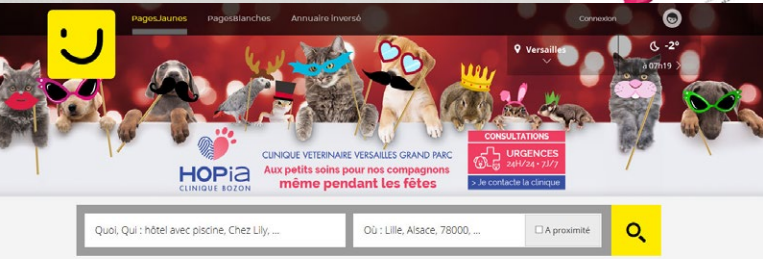 PagesJaunes PagesBlanches Annuaire inversé Connexion
Versailles -2°
à 07h19
CONSULTATIONS
CLINIQUE VETERINAIRE VERSAILLES GRAND PARC URGENCES
24H/24 + 7J/7
HOPia Aux petits soins pour nos compagnons
CLINIQUE BOZON même pendant les fêtes > Je contacte la clinique
Quoi, Qui : hôtel avec piscine, Chez Lily, ... Où : Lille, Alsace, 78000, ... A proximité